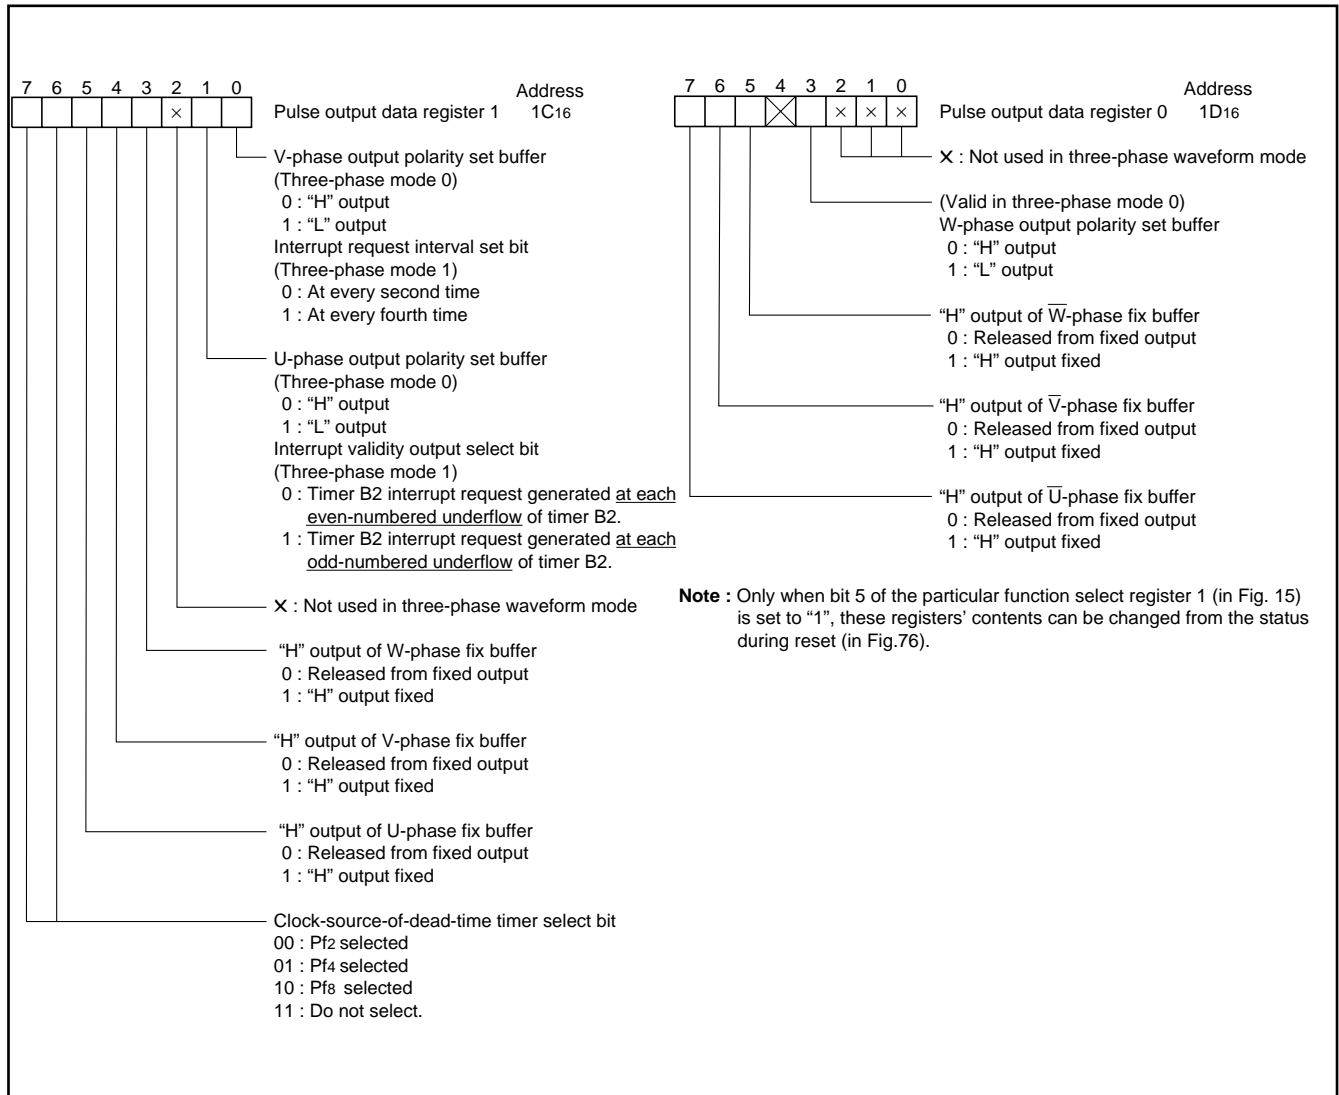 7 6 5 4 3 2 1 0
Address
× Pulse output data register 1 1C16
V-phase output polarity set buffer
(Three-phase mode 0)
0 : “H” output
1 : “L” output
Interrupt request interval set bit
(Three-phase mode 1)
0 : At every second time
1 : At every fourth time
U-phase output polarity set buffer
(Three-phase mode 0)
0 : “H” output
1 : “L” output
Interrupt validity output select bit
(Three-phase mode 1)
0 : Timer B2 interrupt request generated at each
even-numbered underflow of timer B2.
1 : Timer B2 interrupt request generated at each
odd-numbered underflow of timer B2.
× : Not used in three-phase waveform mode
“H” output of W-phase fix buffer
0 : Released from fixed output
1 : “H” output fixed
“H” output of V-phase fix buffer
0 : Released from fixed output
1 : “H” output fixed
“H” output of U-phase fix buffer
0 : Released from fixed output
1 : “H” output fixed
Clock-source-of-dead-time timer select bit
00 : Pf2 selected
01 : Pf4 selected
10 : Pf8 selected
11 : Do not select.
7 6 5 4 3 2 1 0
Address
× × × Pulse output data register 0 1D16
× : Not used in three-phase waveform mode
(Valid in three-phase mode 0)
W-phase output polarity set buffer
0 : “H” output
1 : “L” output
“H” output of W̅-phase fix buffer
0 : Released from fixed output
1 : “H” output fixed
“H” output of V̅-phase fix buffer
0 : Released from fixed output
1 : “H” output fixed
“H” output of U̅-phase fix buffer
0 : Released from fixed output
1 : “H” output fixed
Note : Only when bit 5 of the particular function select register 1 (in Fig. 15)
is set to “1”, these registers’ contents can be changed from the status
during reset (in Fig.76).